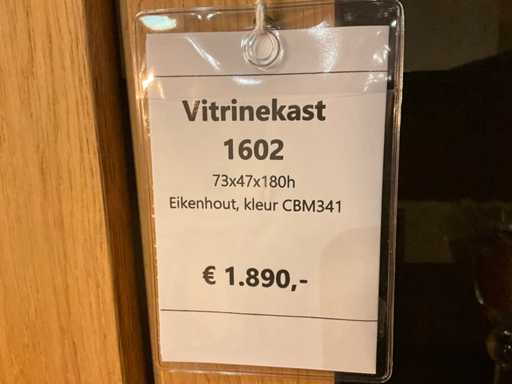 Vitrinekast
1602
73x47x180h
Eikenhout, kleur CBM341
€ 1.890,-